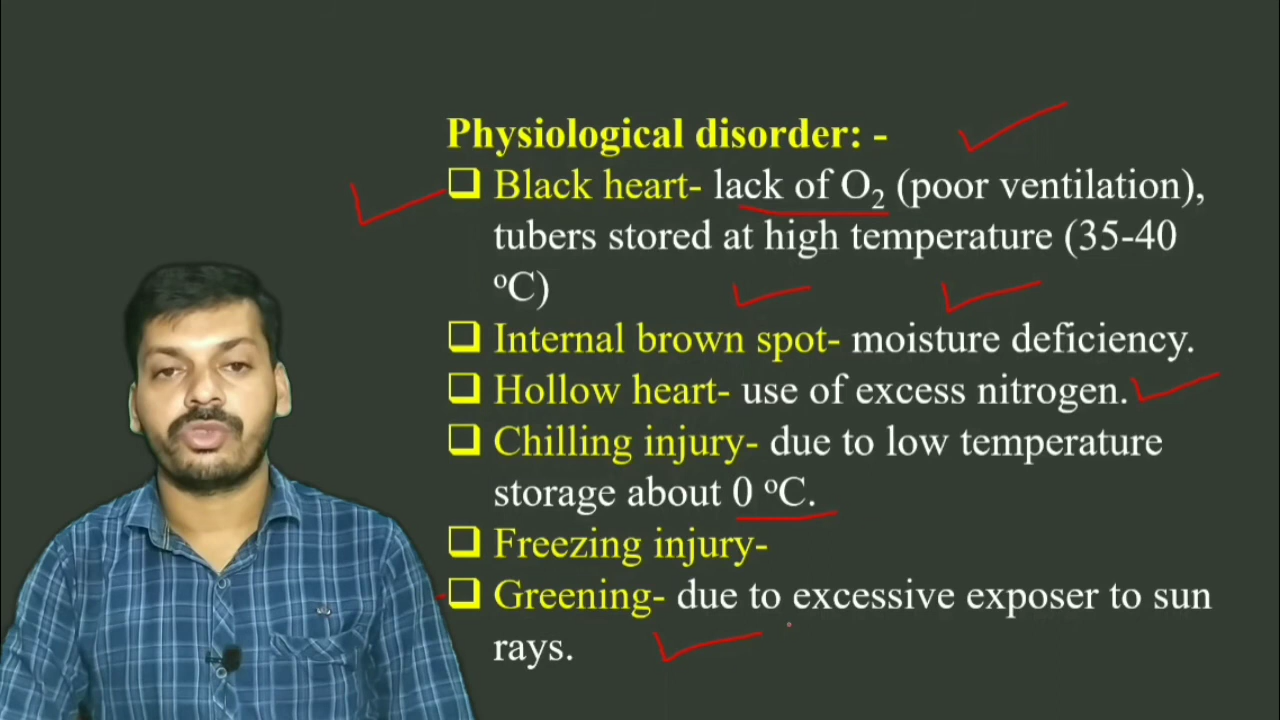 Physiological disorder: -
❑ Black heart- lack of O₂ (poor ventilation),
tubers stored at high temperature (35-40
ºC)
❑ Internal brown spot- moisture deficiency.
❑ Hollow heart- use of excess nitrogen.
❑ Chilling injury- due to low temperature
storage about 0 ºC.
❑ Freezing injury-
❑ Greening- due to excessive exposer to sun
rays.